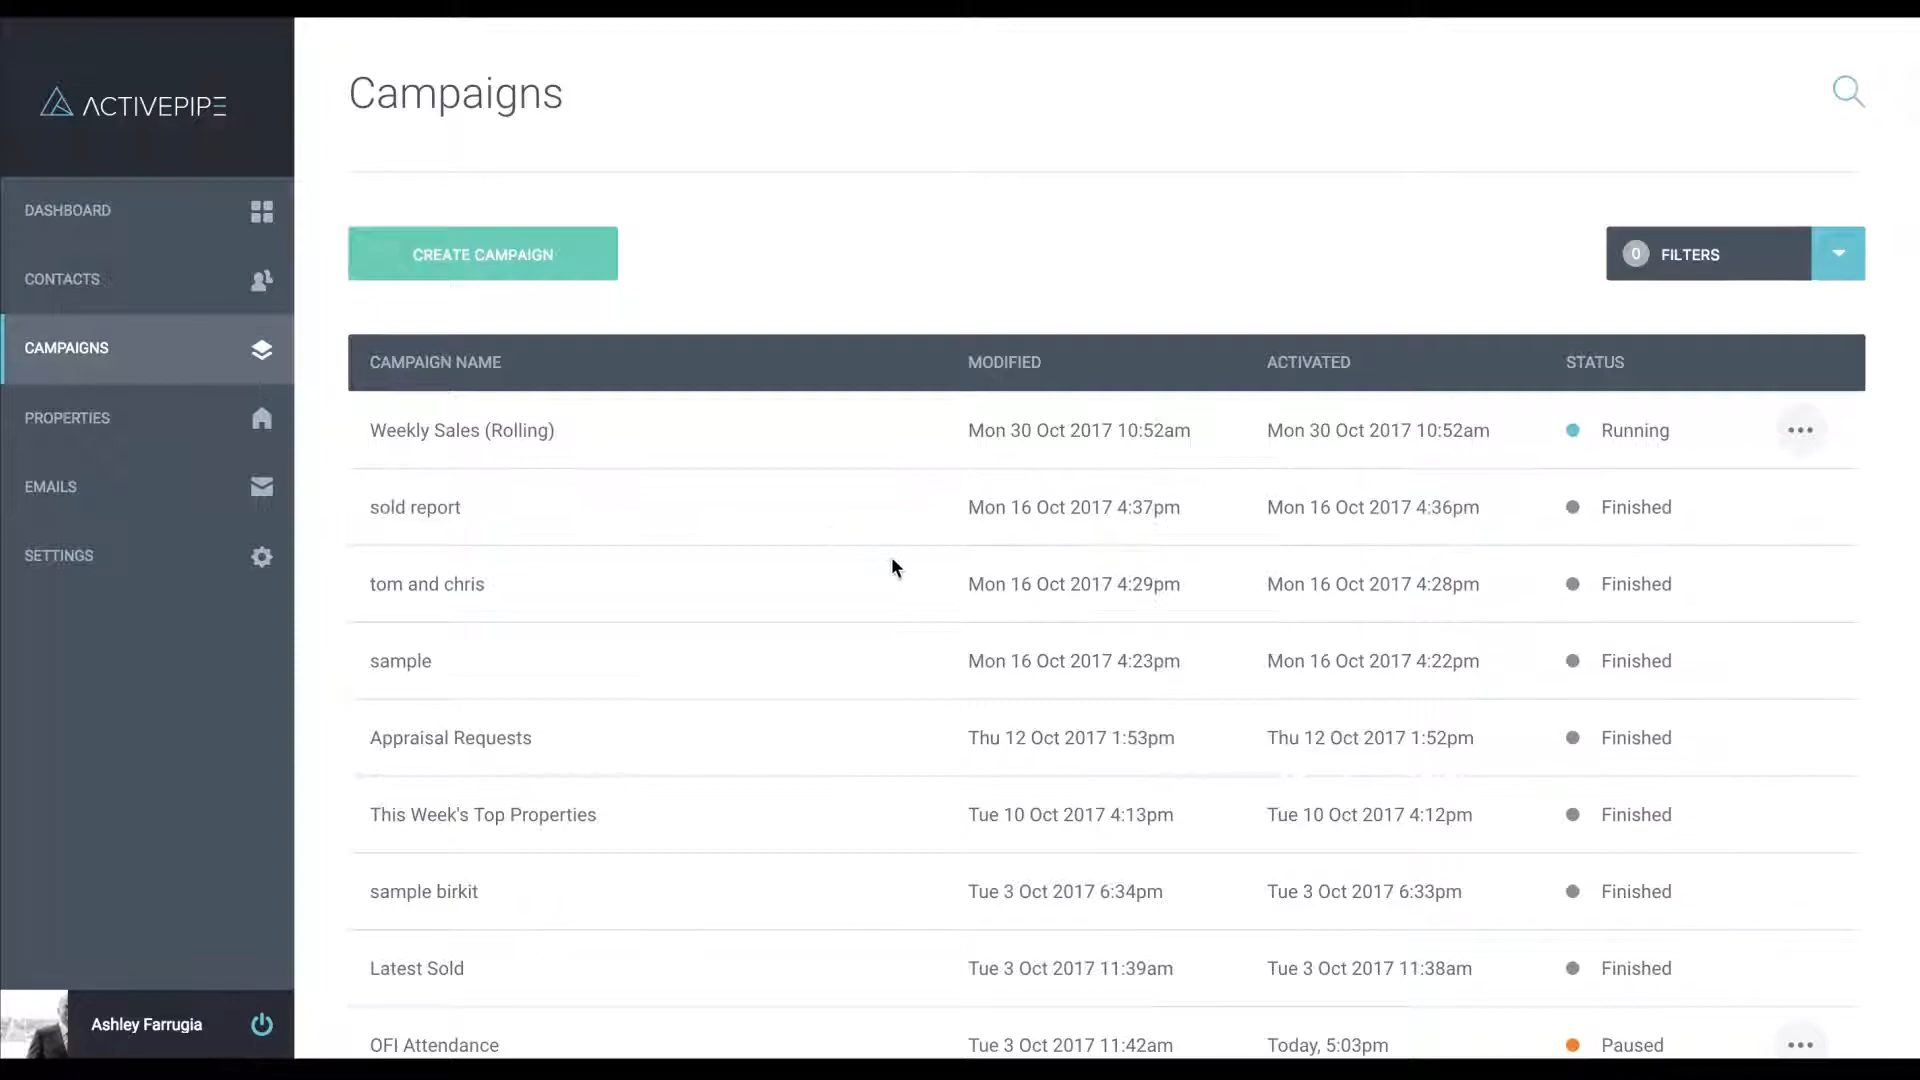 ACTIVEPIPE
DASHBOARD
CONTACTS
CAMPAIGNS
PROPERTIES
EMAILS
SETTINGS
Ashley Farrugia
Campaigns
CREATE CAMPAIGN
0 FILTERS
CAMPAIGN NAME MODIFIED ACTIVATED STATUS
Weekly Sales (Rolling) Mon 30 Oct 2017 10:52am Mon 30 Oct 2017 10:52am Running
sold report Mon 16 Oct 2017 4:37pm Mon 16 Oct 2017 4:36pm Finished
tom and chris Mon 16 Oct 2017 4:29pm Mon 16 Oct 2017 4:28pm Finished
sample Mon 16 Oct 2017 4:23pm Mon 16 Oct 2017 4:22pm Finished
Appraisal Requests Thu 12 Oct 2017 1:53pm Thu 12 Oct 2017 1:52pm Finished
This Week's Top Properties Tue 10 Oct 2017 4:13pm Tue 10 Oct 2017 4:12pm Finished
sample birkit Tue 3 Oct 2017 6:34pm Tue 3 Oct 2017 6:33pm Finished
Latest Sold Tue 3 Oct 2017 11:39am Tue 3 Oct 2017 11:38am Finished
OFI Attendance Tue 3 Oct 2017 11:42am Today, 5:03pm Paused